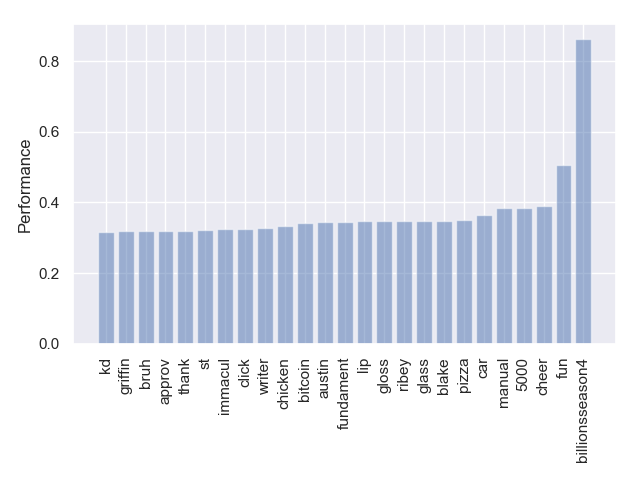 0.8
0.6
0.4
0.2
0.0
Performance
kd
griffin
bruh
approv
thank
st
immacul
dick
writer
chicken
bitcoin
austin
fundament
lip
gloss
ribey
glass
blake
pizza
car
manual
5000
cheer
fun
billionsseason4